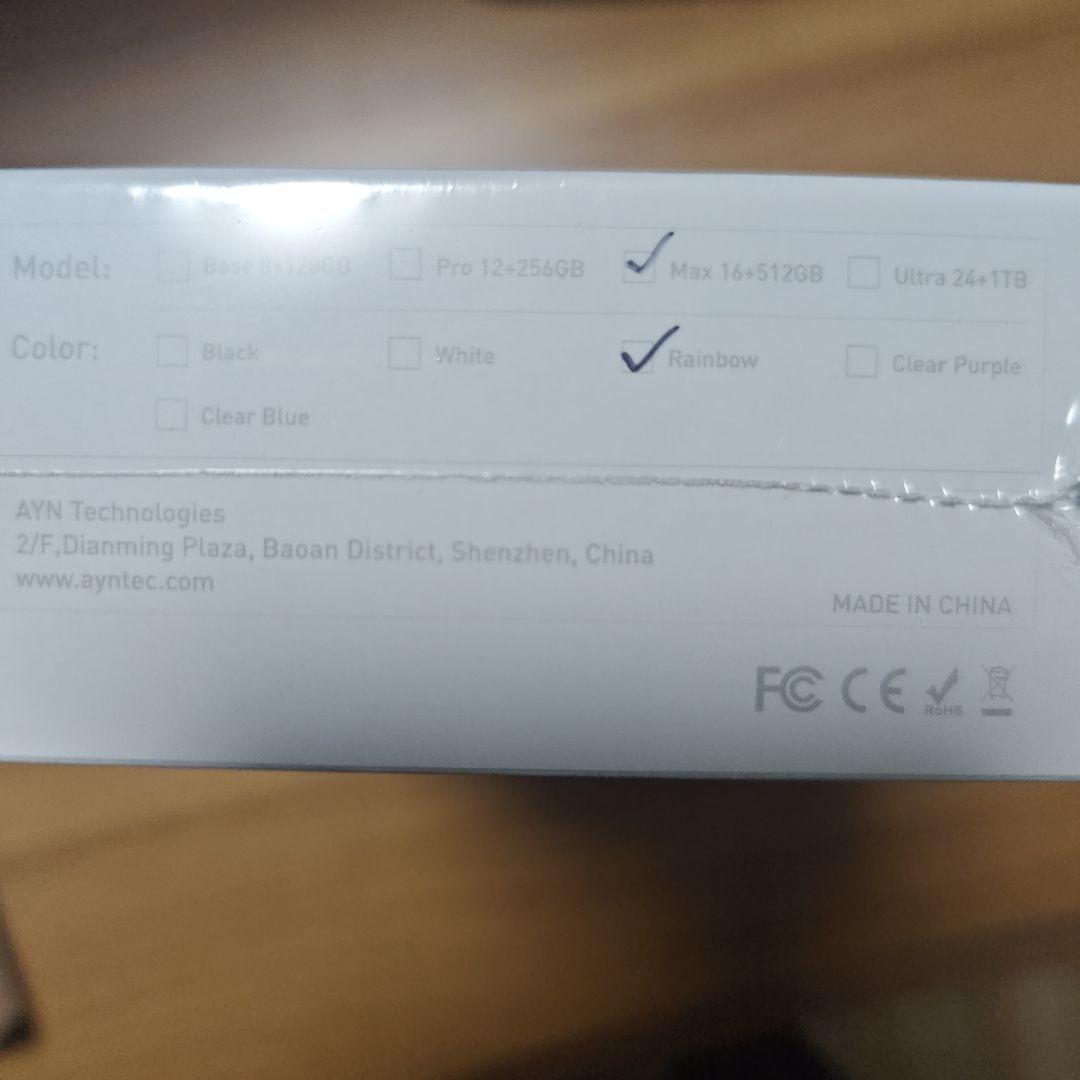 Model: Base 8+128GB Pro 12+256GB Max 16+512GB Ultra 24+1TB
Color: Black White Rainbow Clear Purple
Clear Blue
AYN Technologies
2/F,Dianming Plaza, Baoan District, Shenzhen, China
www.ayntec.com
MADE IN CHINA
FC CE RoHS